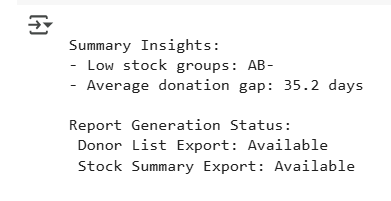 Summary Insights:
- Low stock groups: AB-
- Average donation gap: 35.2 days
Report Generation Status:
Donor List Export: Available
Stock Summary Export: Available